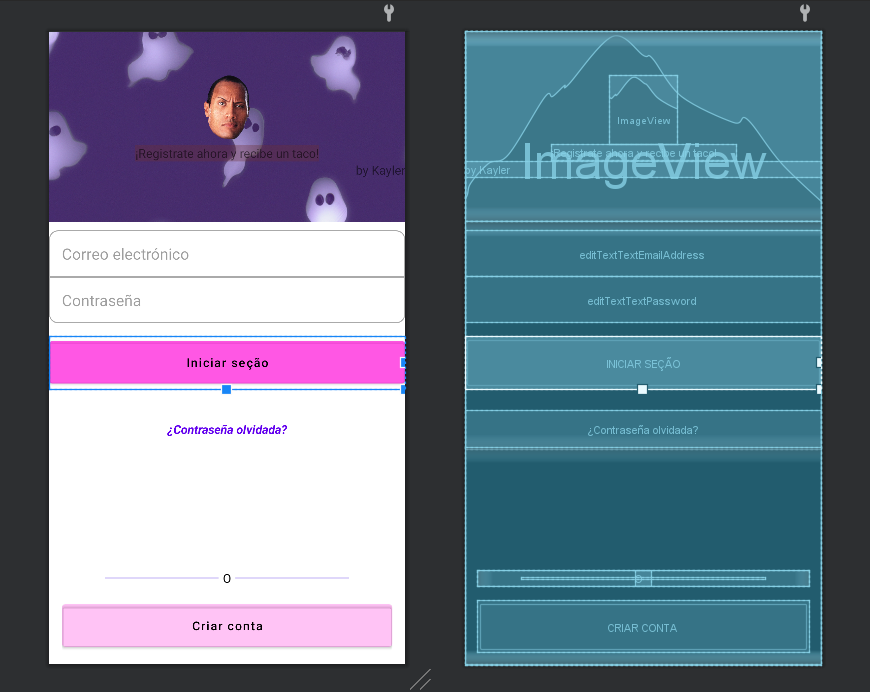 ¡Registrate ahora y recibe un taco!
by Kayler
Correo electrónico
Contraseña
Iniciar seção
¿Contraseña olvidada?
O
Criar conta
ImageView
¡Registrate ahora y recibe un taco!
ImageView
by Kayler
editTextTextEmailAddress
editTextTextPassword
INICIAR SEÇÃO
¿Contraseña olvidada?
O
CRIAR CONTA